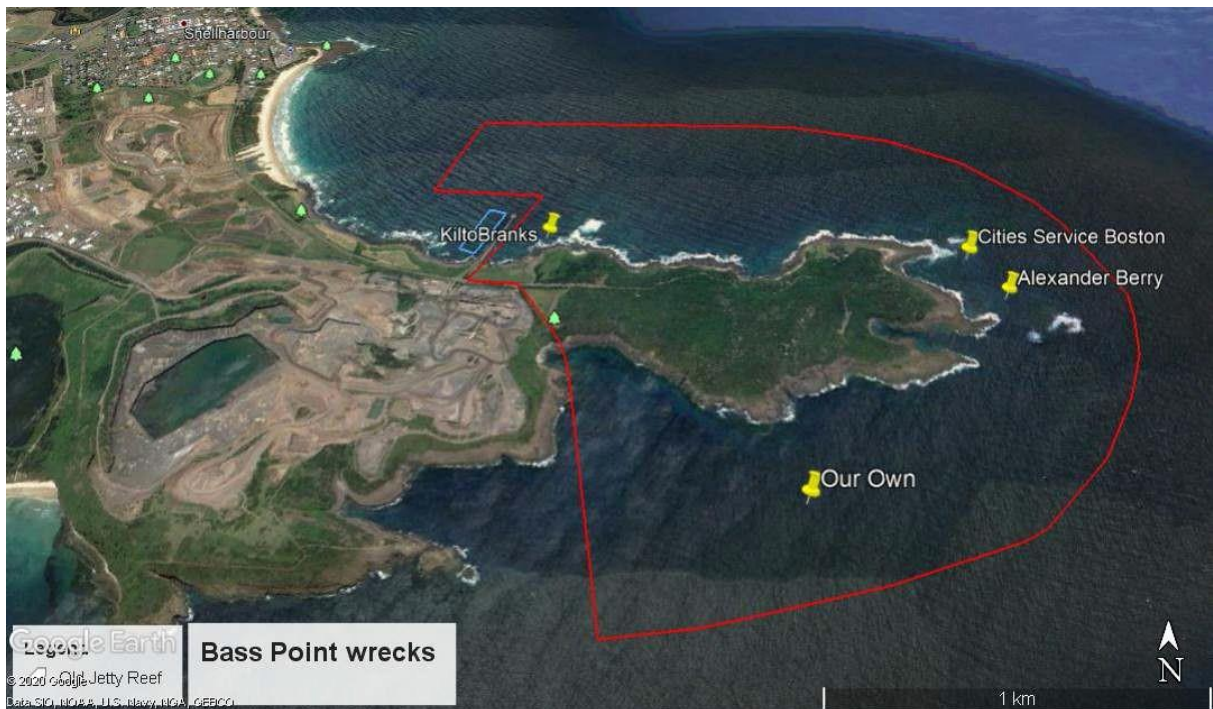 Shellharbour
KiltoBranks
Cities Service Boston
Alexander Berry
Our Own
Google Earth
Legend
Old Jetty Reef
Bass Point wrecks
© 2020 Google
Data SIO, NOAA, U.S. Navy, NGA, GEBCO
N
1 km